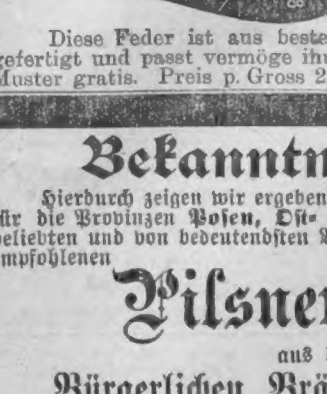 Diese Feder ist aus beste
gefertigt und passt vermöge ihr
Muster gratis. Preis p. Gross 2
Bekanntm
Hierdurch zeigen wir ergeben
für die Provinzen Posen, Ost-
beliebten und von bedeutendsten
mpfohlenen
Pilsner
aus
Bürgerlichen Brä